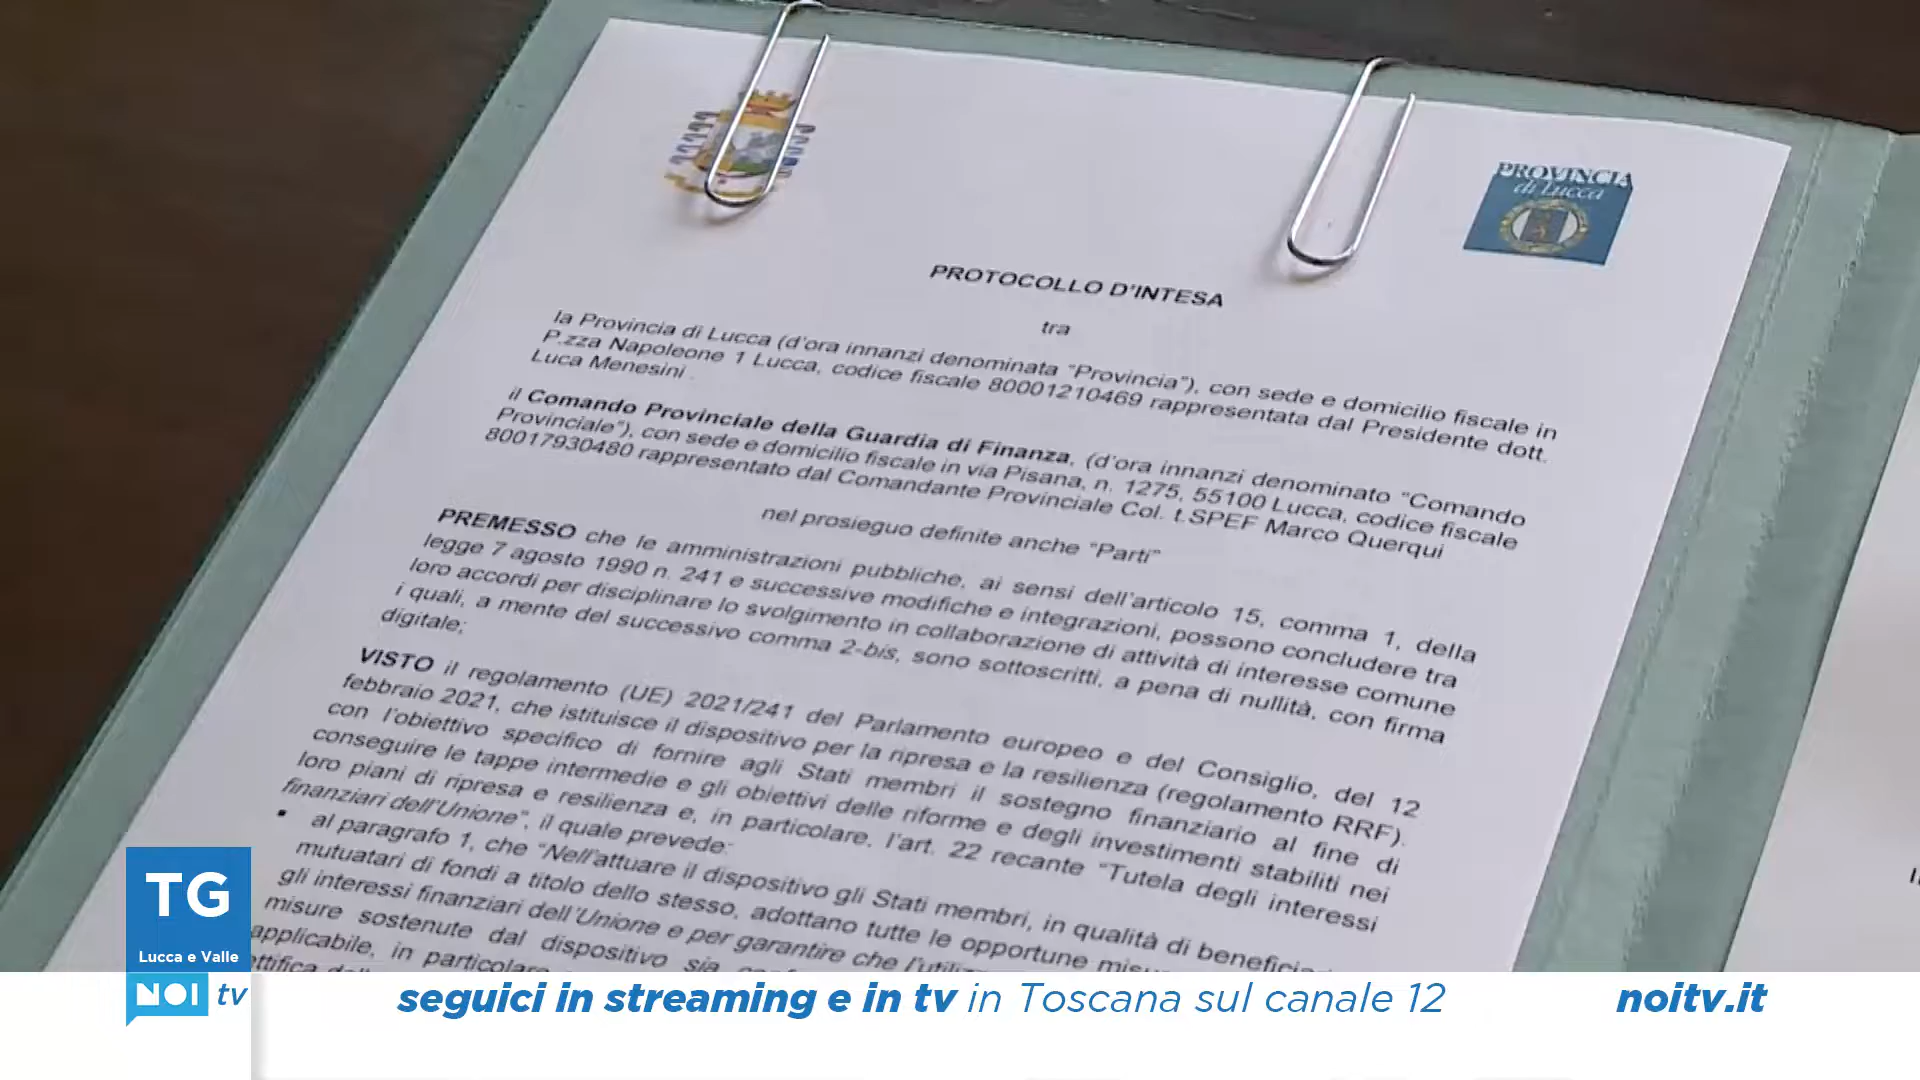 PROVINCIA
di Lucca
PROTOCOLLO D'INTESA
tra
la Provincia di Lucca (d'ora innanzi denominata "Provincia"), con sede e domicilio fiscale in
P.zza Napoleone 1 Lucca, codice fiscale 80001210469 rappresentata dal Presidente dott.
Luca Menesini
il Comando Provinciale della Guardia di Finanza, (d'ora innanzi denominato "Comando
Provinciale"), con sede e domicilio fiscale in via Pisana, n. 1275, 55100 Lucca, codice fiscale
80017930480 rappresentato dal Comandante Provinciale Col. t.SPEF Marco Querqui
nel prosieguo definite anche "Parti"
PREMESSO che le amministrazioni pubbliche, ai sensi dell'articolo 15, comma 1, della
legge 7 agosto 1990 n. 241 e successive modifiche e integrazioni, possono concludere tra
loro accordi per disciplinare lo svolgimento in collaborazione di attività di interesse comune
i quali, a mente del successivo comma 2-bis, sono sottoscritti, a pena di nullità, con firma
digitale;
VISTO il regolamento (UE) 2021/241 del Parlamento europeo e del Consiglio, del 12
febbraio 2021, che istituisce il dispositivo per la ripresa e la resilienza (regolamento RRF),
con l'obiettivo specifico di fornire agli Stati membri il sostegno finanziario al fine di
conseguire le tappe intermedie e gli obiettivi delle riforme e degli investimenti stabiliti nei
loro piani di ripresa e resilienza e, in particolare, l'art. 22 recante "Tutela degli interessi
finanziari dell'Unione", il quale prevede:
▪ al paragrafo 1, che "Nell'attuare il dispositivo gli Stati membri, in qualità di
mutuatari di fondi a titolo dello stesso, adottano tutte le opportune
gli interessi finanziari dell'Unione e per garantire che
misure sostenute dal dispositivo sia
applicabile, in particolare
TG
Lucca e Valle
NOI tv
seguici in streaming e in tv in Toscana sul canale 12
noitv.it